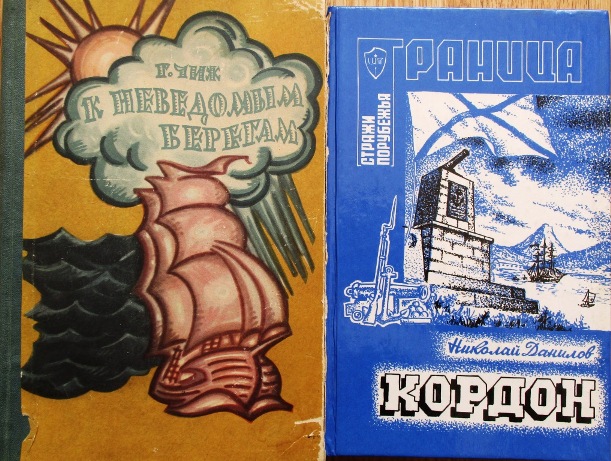 Г. ЧИЖ
К НЕВЕДОМЫМ
БЕРЕГАМ
ГРАНИЦА
СТРАЖИ
ПОРУБЕЖЬЯ
Николай Данилов
КОРДОН